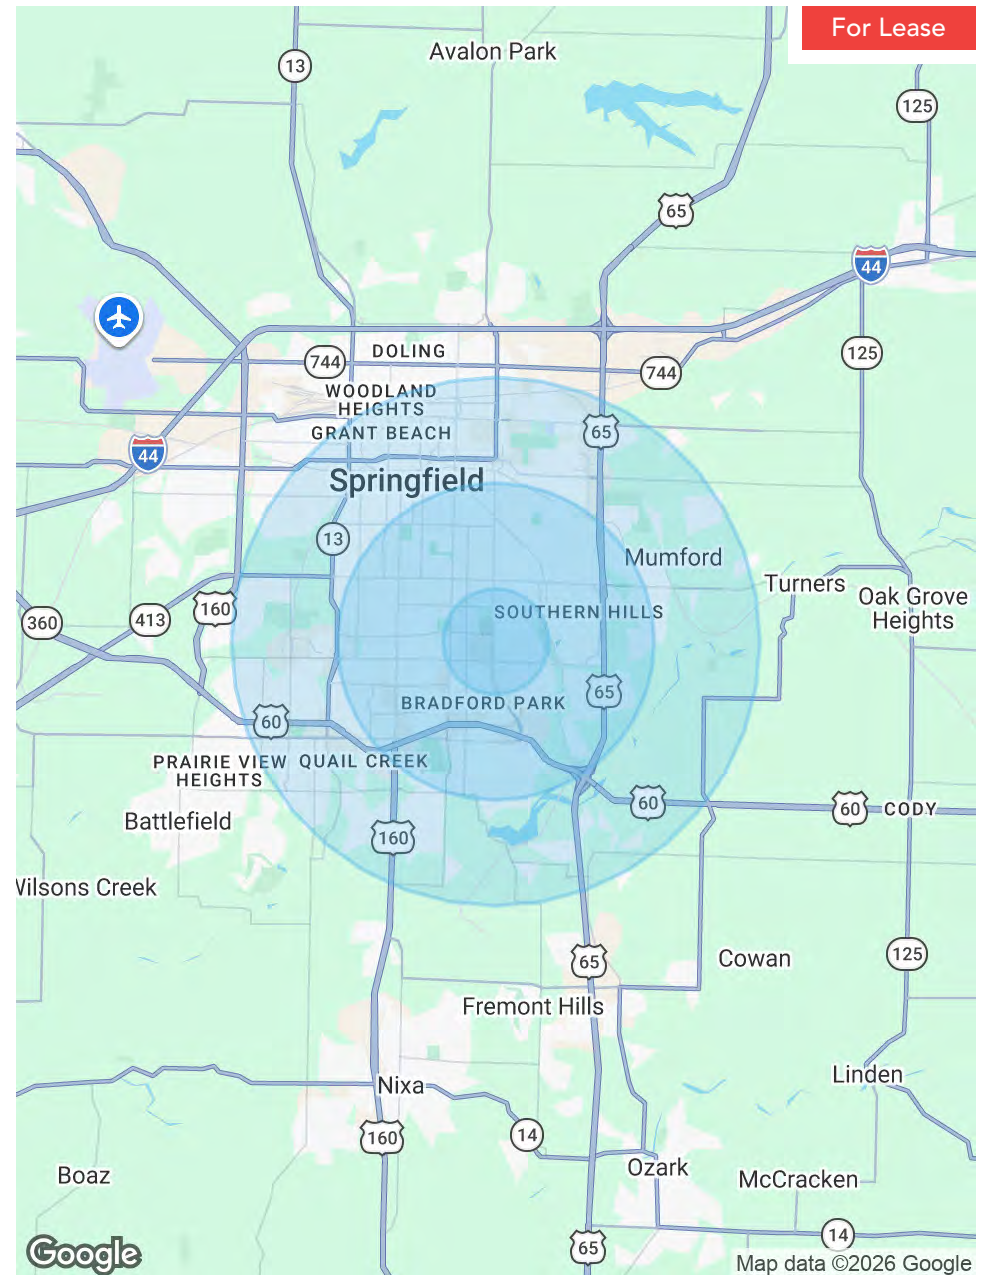 For Lease
Avalon Park
13
125
65
44
125
DOLING
744
744
WOODLAND
HEIGHTS
GRANT BEACH
65
44
Springfield
13
Mumford
Turners
Oak Grove
Heights
160
413
360
SOUTHERN HILLS
65
BRADFORD PARK
60
PRAIRIE VIEW
HEIGHTS
QUAIL CREEK
60
60
CODY
Battlefield
160
Wilsons Creek
65
Cowan
125
Fremont Hills
Linden
Nixa
160
14
Ozark
McCracken
Boaz
14
65
Google
Map data ©2026 Google